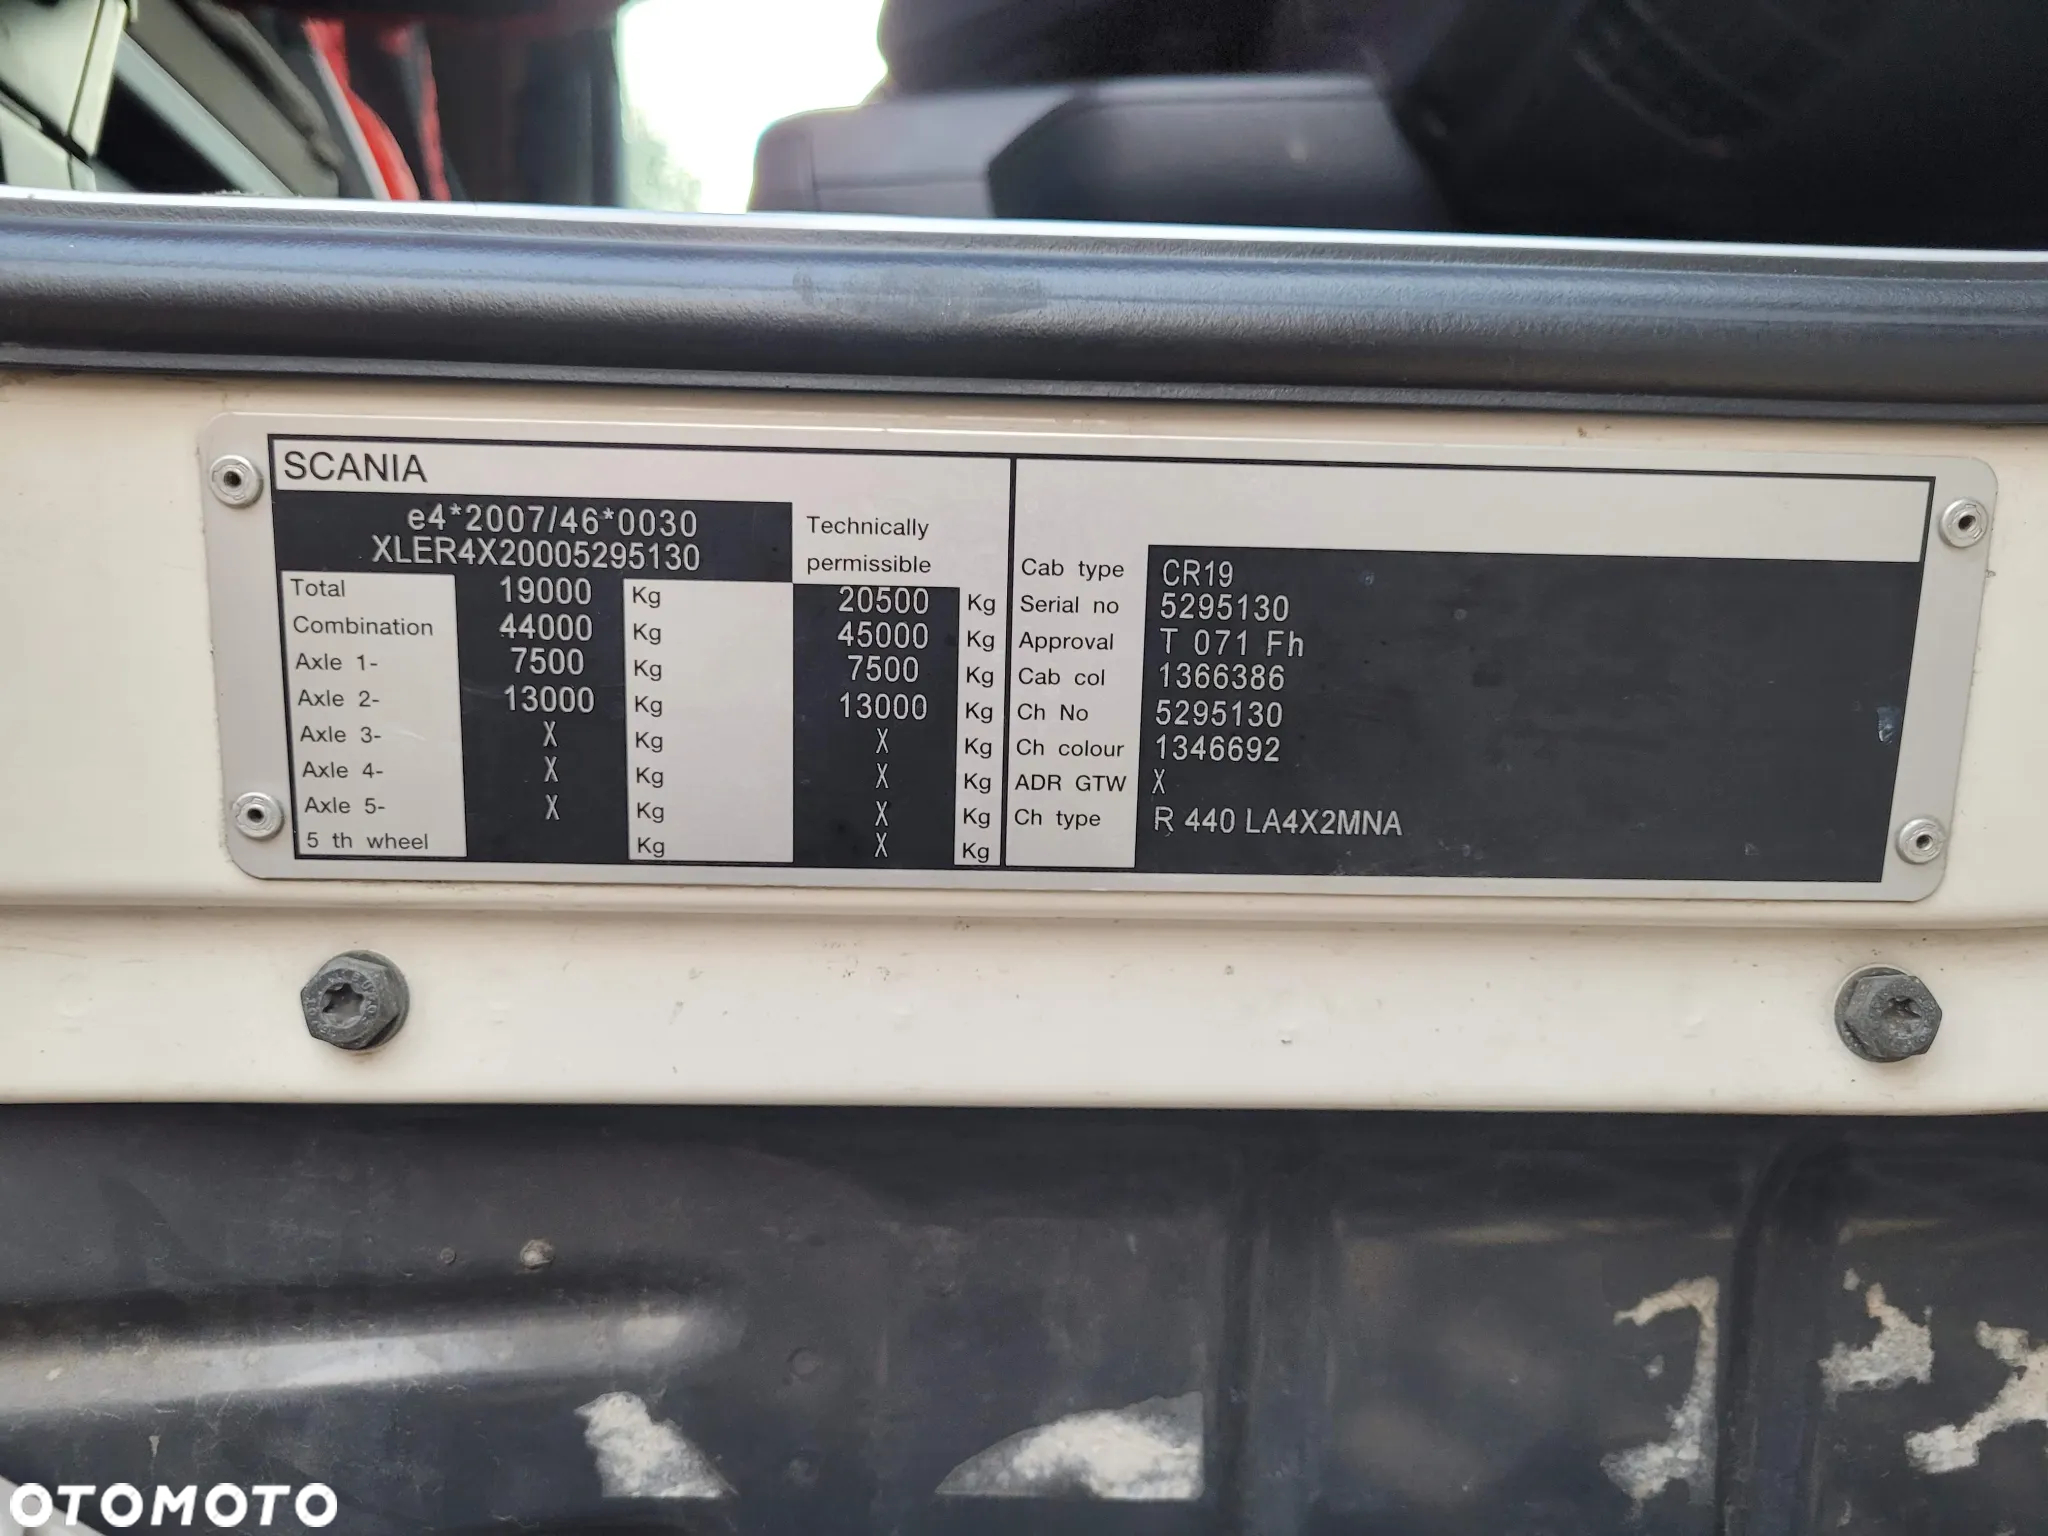 SCANIA
e4*2007/46*0030
XLER4X20005295130
Technically
permissible
Total 19000 Kg 20500 Kg
Combination 44000 Kg 45000 Kg
Axle 1- 7500 Kg 7500 Kg
Axle 2- 13000 Kg 13000 Kg
Axle 3- X Kg X Kg
Axle 4- X Kg X Kg
Axle 5- X Kg X Kg
5 th wheel Kg X Kg
Cab type CR19
Serial no 5295130
Approval T 071 Fh
Cab col 1366386
Ch No 5295130
Ch colour 1346692
ADR GTW X
Ch type R 440 LA4X2MNA
OTOMOTO